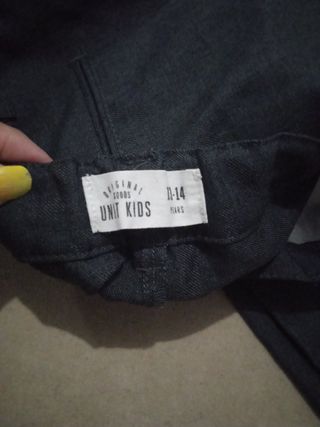 ORIGINAL
GOODS
UNIT KIDS
11-14
YEARS